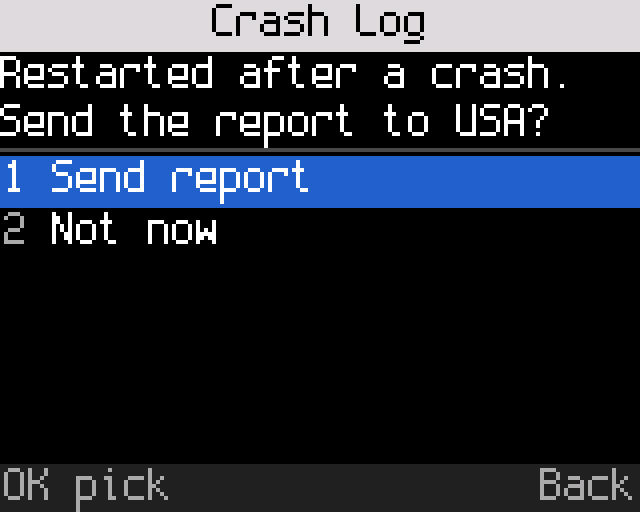 Crash Log
Restarted after a crash.
Send the report to USA?
1 Send report
2 Not now
OK pick
Back